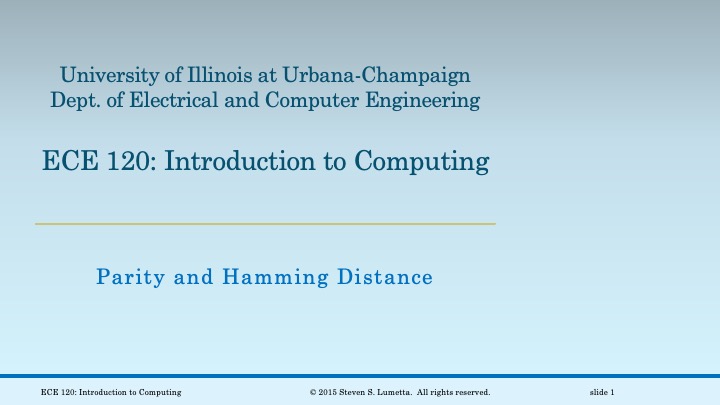 University of Illinois at Urbana-Champaign
Dept. of Electrical and Computer Engineering
ECE 120: Introduction to Computing
Parity and Hamming Distance
ECE 120: Introduction to Computing
© 2015 Steven S. Lumetta. All rights reserved.
slide 1